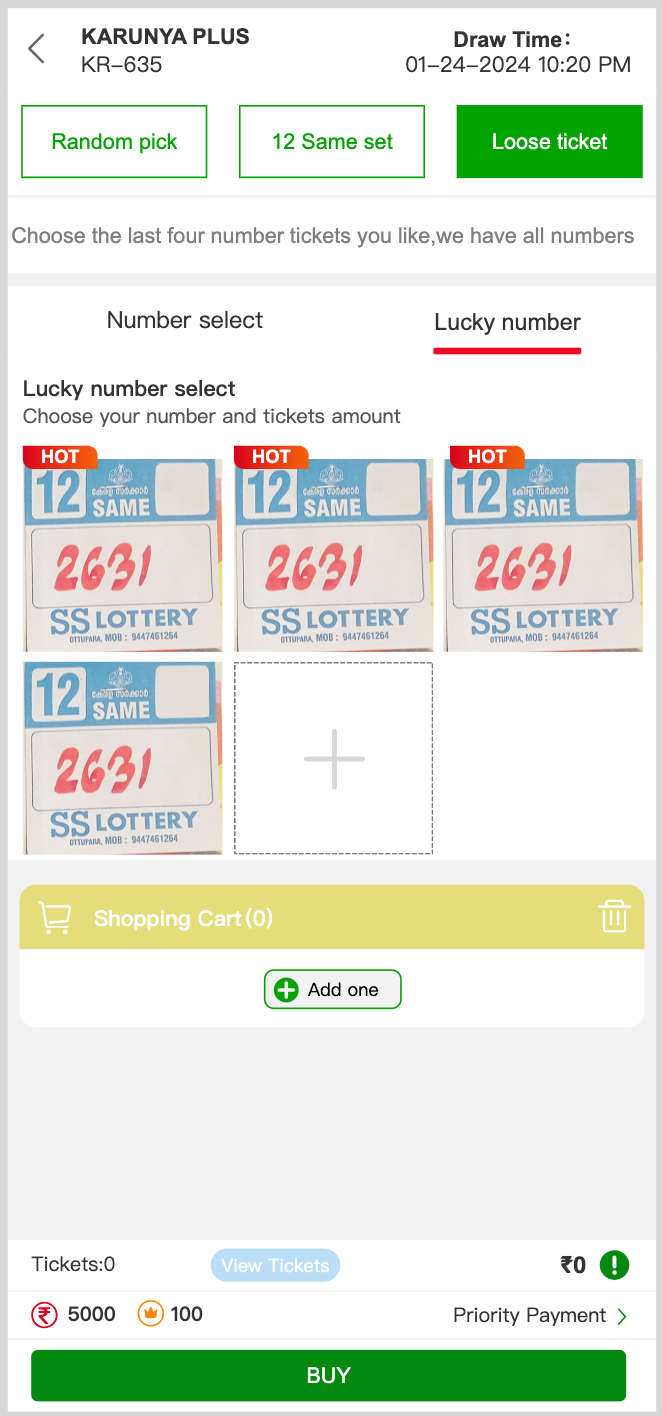 KARUNYA PLUS
KR-635
Draw Time:
01-24-2024 10:20 PM
Random pick
12 Same set
Loose ticket
Choose the last four number tickets you like,we have all numbers
Number select
Lucky number
Lucky number select
Choose your number and tickets amount
HOT
12
കേരള സർക്കാർ
SAME
2631
SS LOTTERY
OTTUPARA, MOB : 9447461264
HOT
12
കേരള സർക്കാർ
SAME
2631
SS LOTTERY
OTTUPARA, MOB : 9447461264
HOT
12
കേരള സർക്കാർ
SAME
2631
SS LOTTERY
OTTUPARA, MOB : 9447461264
12
കേരള സർക്കാർ
SAME
2631
SS LOTTERY
OTTUPARA, MOB : 9447461264
Shopping Cart(0)
Add one
Tickets:0
View Tickets
₹0
5000
100
Priority Payment
BUY